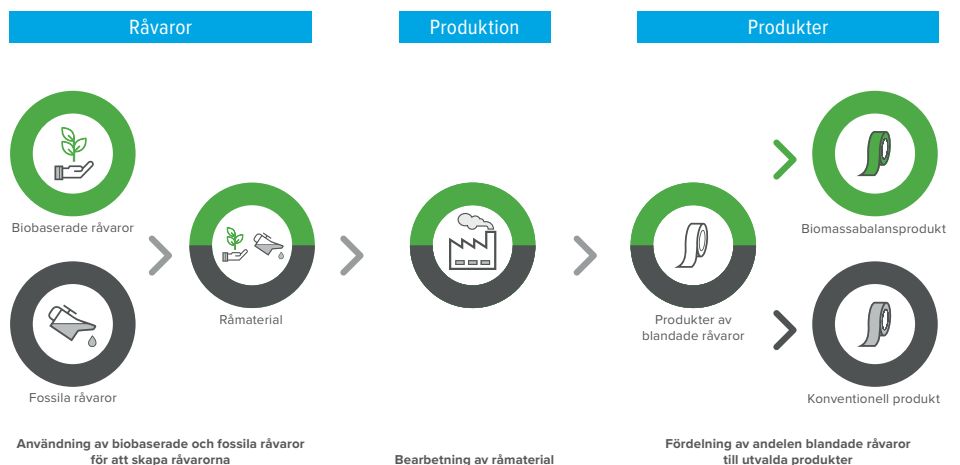 Råvaror
Produktion
Produkter
Biobaserade råvaror
Fossila råvaror
Råmaterial
Produkter av
blandade råvaror
Biomassabalansprodukt
Konventionell produkt
Användning av biobaserade och fossila råvaror
för att skapa råvarorna
Bearbetning av råmaterial
Fördelning av andelen blandade råvaror
till utvalda produkter